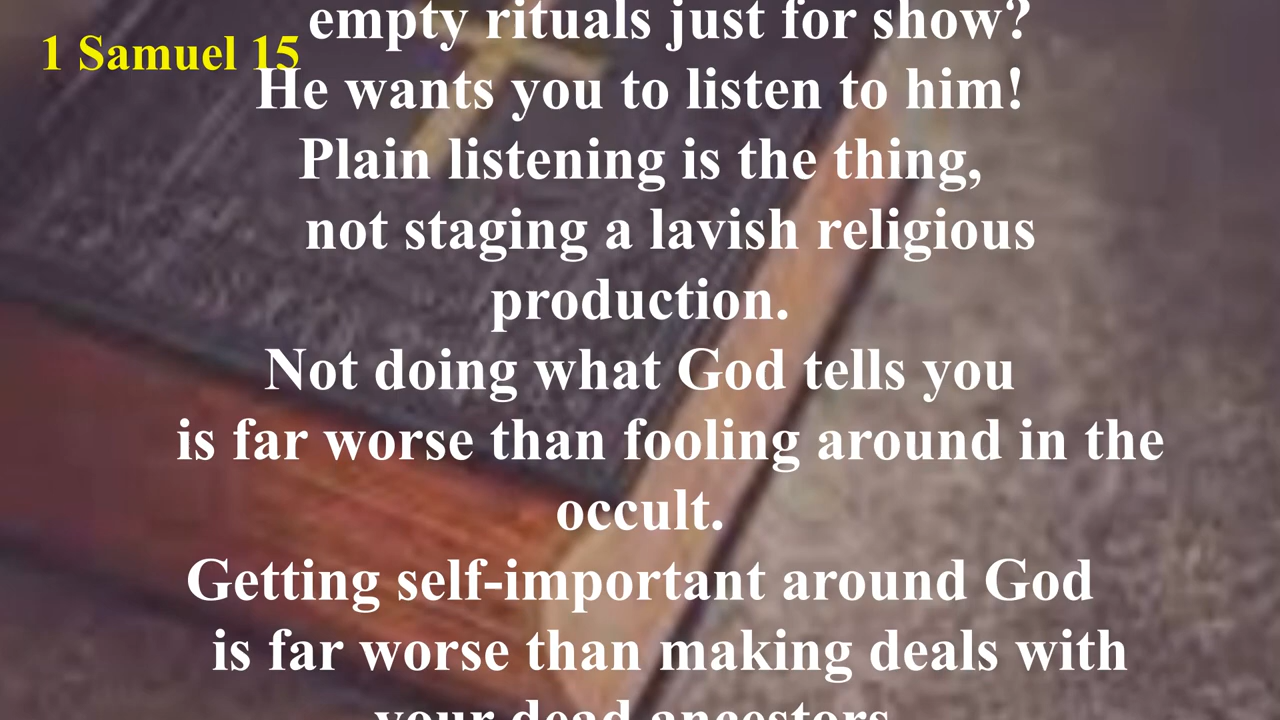 empty rituals just for show?
1 Samuel 15
He wants you to listen to him!
Plain listening is the thing,
not staging a lavish religious
production.
Not doing what God tells you
is far worse than fooling around in the
occult.
Getting self-important around God
is far worse than making deals with
your dead ancestors.